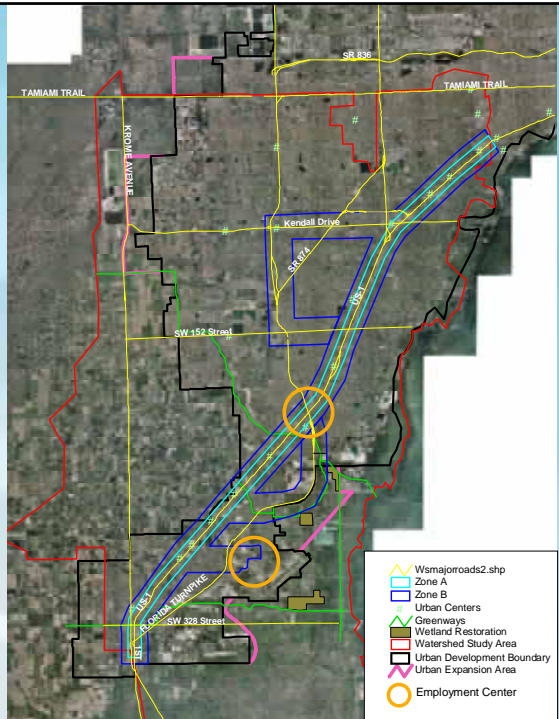 SR 836
TAMIAMI TRAIL
TAMIAMI TRAIL
KROME AVENUE
Kendall Drive
SR 874
US-1
SW 152 Street
US-1
FLORIDA TURNPIKE
SW 328 Street
Wsmajorroads2.shp
Zone A
Zone B
# Urban Centers
Greenways
Wetland Restoration
Watershed Study Area
Urban Development Boundary
Urban Expansion Area
Employment Center